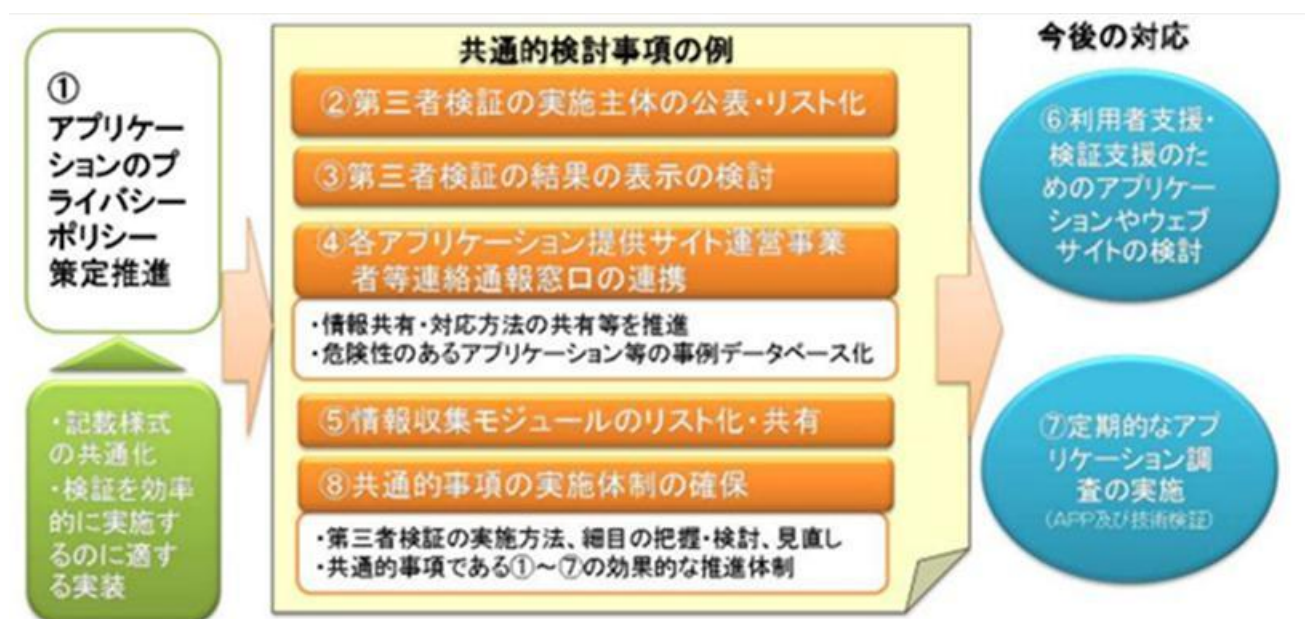 ①
アプリケー
ションのプ
ライバシー
ポリシー
策定推進
・記載様式
の共通化
・検証を効率
的に実施す
るのに適す
る実装
共通的検討事項の例
②第三者検証の実施主体の公表・リスト化
③第三者検証の結果の表示の検討
④各アプリケーション提供サイト運営事業
者等連絡通報窓口の連携
・情報共有・対応方法の共有等を推進
・危険性のあるアプリケーション等の事例データベース化
⑤情報収集モジュールのリスト化・共有
⑧共通的事項の実施体制の確保
・第三者検証の実施方法、細目の把握・検討、見直し
・共通的事項である①～⑦の効果的な推進体制
今後の対応
⑥利用者支援・
検証支援のた
めのアプリケー
ションやウェブ
サイトの検討
⑦定期的なアプ
リケーション調
査の実施
(APP及び技術検証)